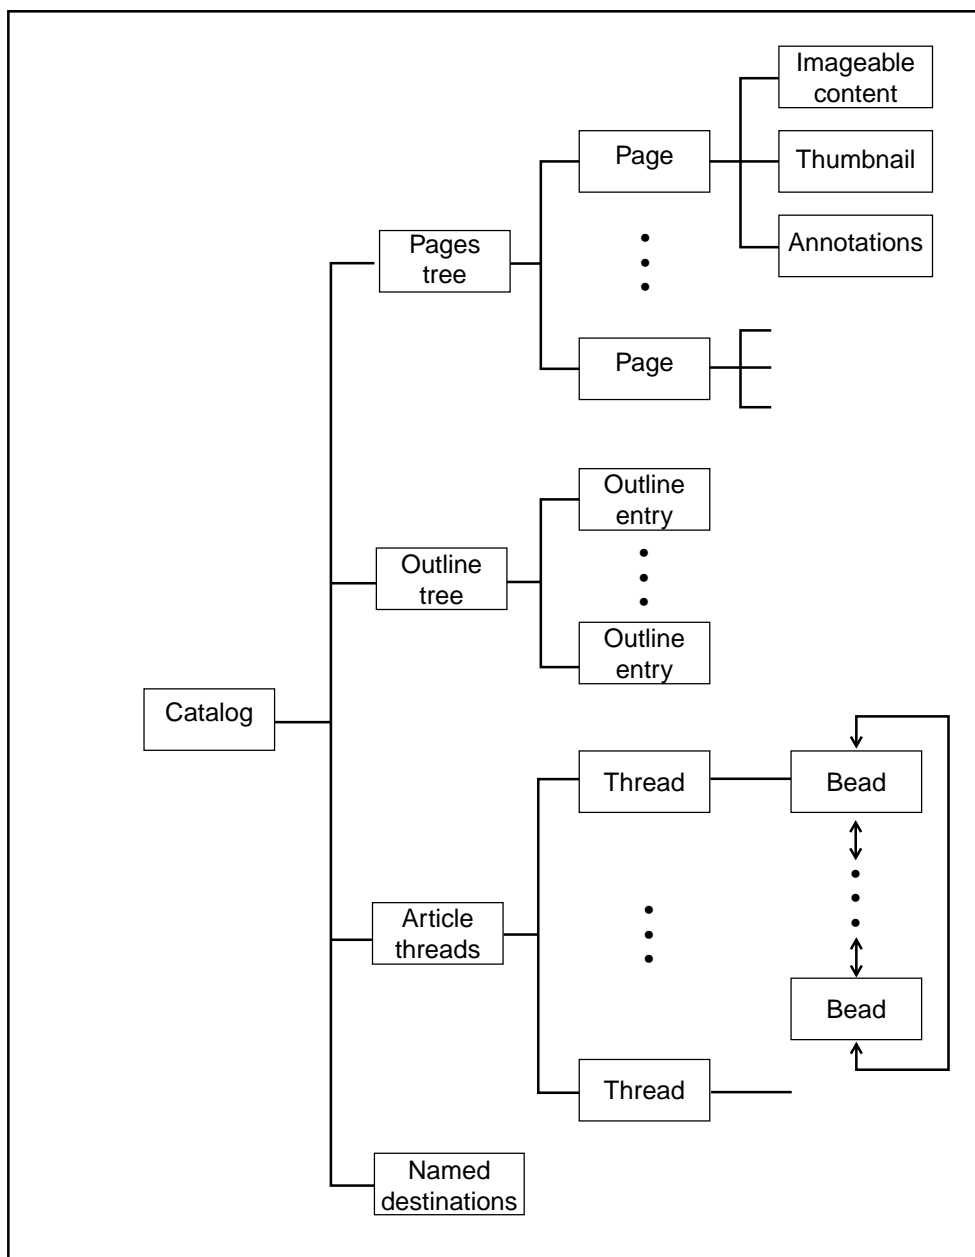 Imageable
content
Page
Thumbnail
Annotations
Pages
tree
Page
Outline
entry
Outline
tree
Outline
entry
Catalog
Thread
Bead
Article
threads
Bead
Thread
Named
destinations